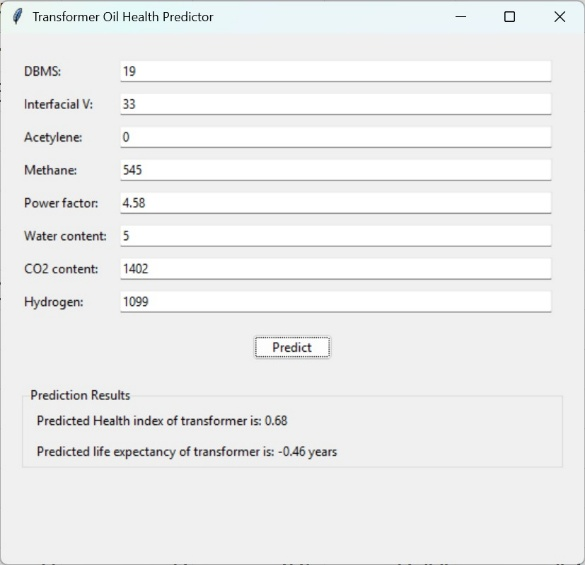 Transformer Oil Health Predictor
DBMS: 19
Interfacial V: 33
Acetylene: 0
Methane: 545
Power factor: 4.58
Water content: 5
CO2 content: 1402
Hydrogen: 1099
Predict
Prediction Results
Predicted Health index of transformer is: 0.68
Predicted life expectancy of transformer is: -0.46 years